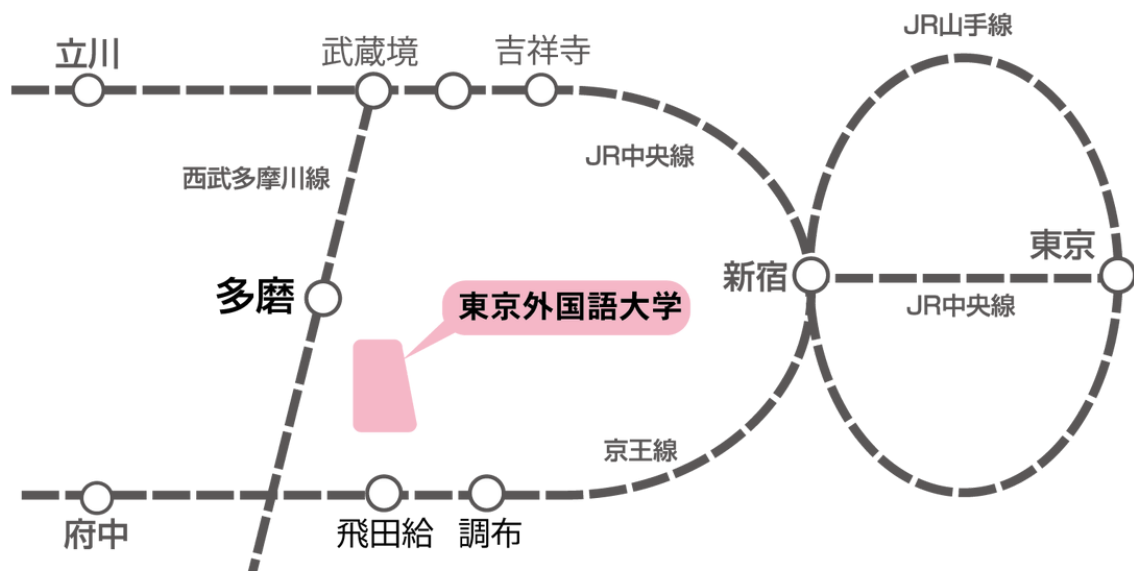 JR山手線
立川
武蔵境
吉祥寺
JR中央線
西武多摩川線
多磨
東京外国語大学
新宿
東京
JR中央線
京王線
府中
飛田給
調布